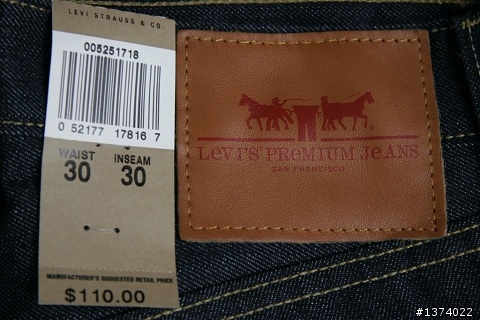 LEVI STRAUSS & CO.
005251718
0 52177 17816 7
WAIST INSEAM
30 30
MANUFACTURER'S SUGGESTED RETAIL PRICE
$110.00
LEVI'S® PREMIUM JEANS
SAN FRANCISCO
#1374022